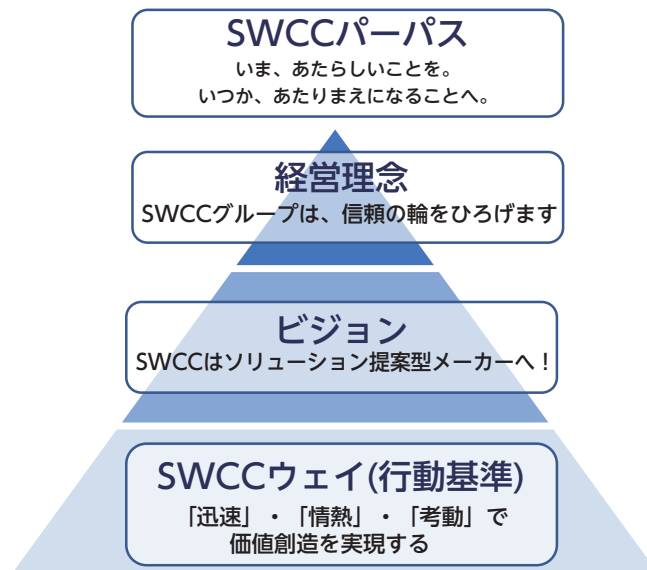 SWCCパーパス
いま、あたらしいことを。
いつか、あたりまえになることへ。
経営理念
SWCCグループは、信頼の輪をひろげます
ビジョン
SWCCはソリューション提案型メーカーへ！
SWCCウェイ(行動基準)
「迅速」・「情熱」・「考動」で
価値創造を実現する